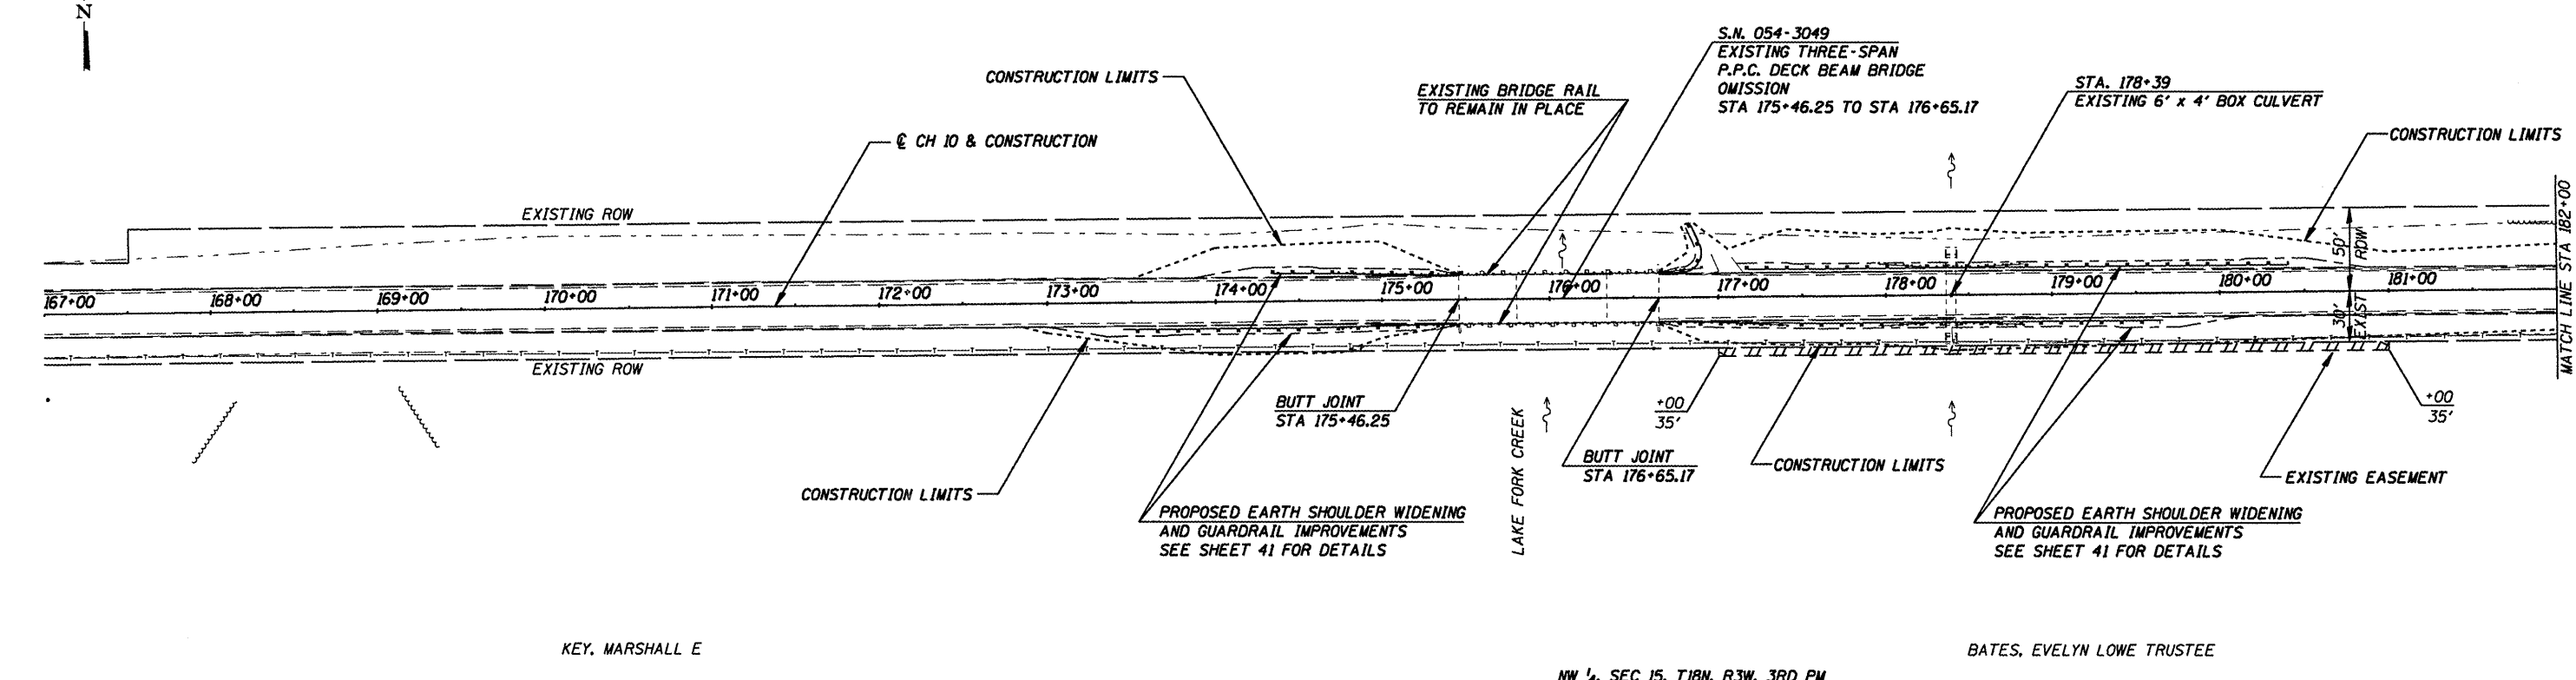 N
S.N. 054-3049
EXISTING THREE-SPAN
P.P.C. DECK BEAM BRIDGE
OMISSION
STA 175+46.25 TO STA 176+65.17
CONSTRUCTION LIMITS
EXISTING BRIDGE RAIL
TO REMAIN IN PLACE
STA. 178+39
EXISTING 6' x 4' BOX CULVERT
CONSTRUCTION LIMITS
℄ CH 10 & CONSTRUCTION
EXISTING ROW
MATCH LINE STA 182+00
50'
ROW
167+00
168+00
169+00
170+00
171+00
172+00
173+00
174+00
175+00
176+00
177+00
178+00
179+00
180+00
181+00
30'
EXIST
EXISTING ROW
BUTT JOINT
STA 175+46.25
LAKE FORK CREEK
+00
35'
+00
35'
BUTT JOINT
STA 176+65.17
CONSTRUCTION LIMITS
EXISTING EASEMENT
CONSTRUCTION LIMITS
PROPOSED EARTH SHOULDER WIDENING
AND GUARDRAIL IMPROVEMENTS
SEE SHEET 41 FOR DETAILS
PROPOSED EARTH SHOULDER WIDENING
AND GUARDRAIL IMPROVEMENTS
SEE SHEET 41 FOR DETAILS
KEY, MARSHALL E
BATES, EVELYN LOWE TRUSTEE
NW ¼, SEC 15, T18N, R3W, 3RD PM